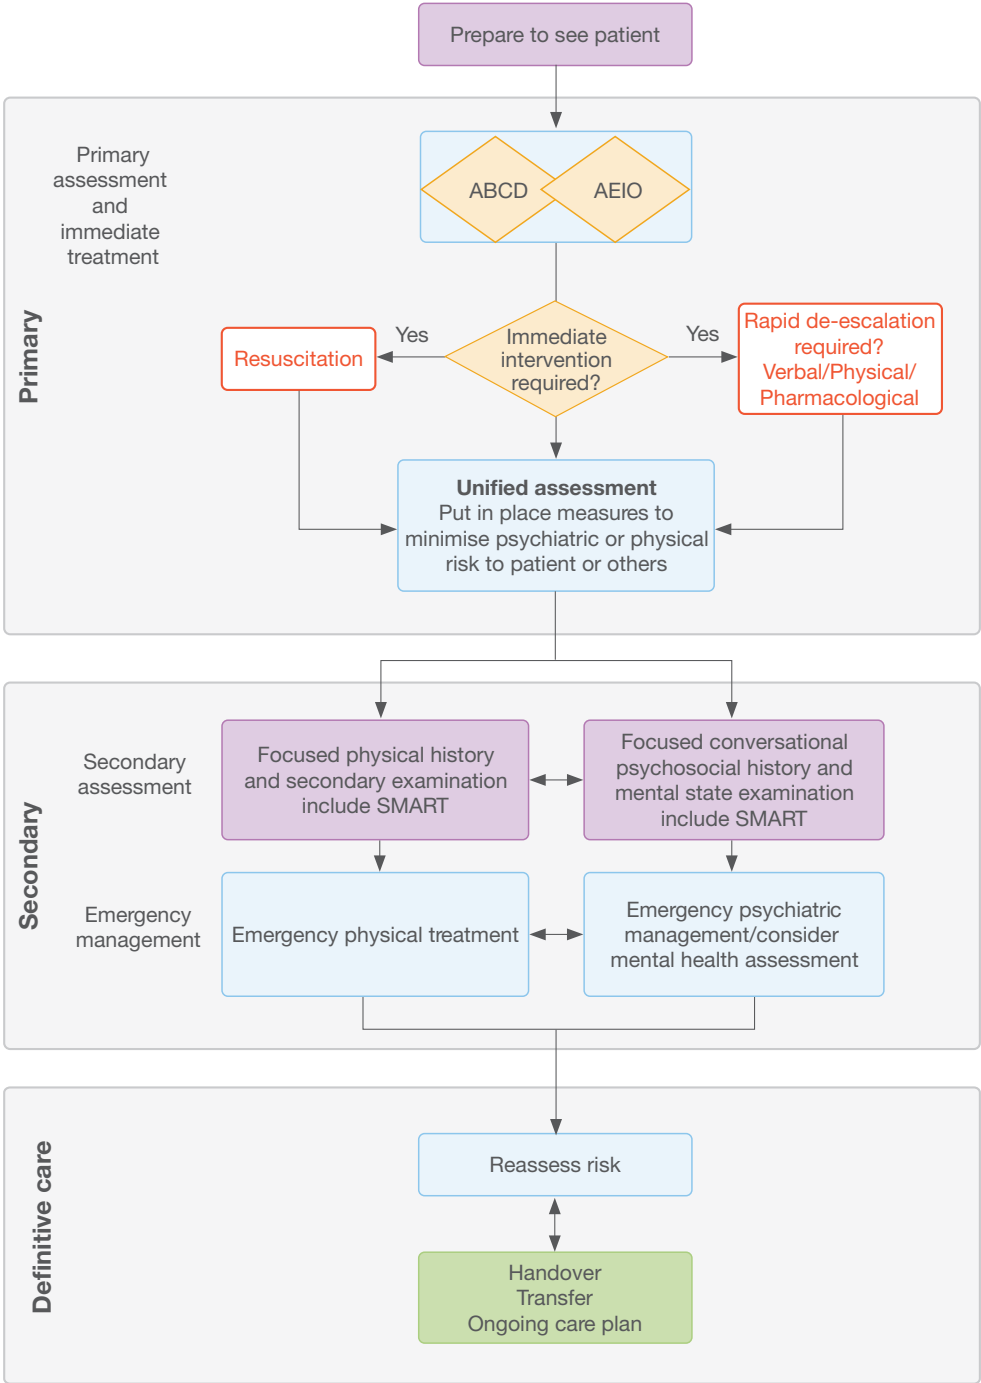 Prepare to see patient
Primary
Primary
assessment
and
immediate
treatment
ABCD
AEIO
Immediate
intervention
required?
Yes
Yes
Resuscitation
Rapid de-escalation
required?
Verbal/Physical/
Pharmacological
Unified assessment
Put in place measures to
minimise psychiatric or physical
risk to patient or others
Secondary
Secondary
assessment
Focused physical history
and secondary examination
include SMART
Focused conversational
psychosocial history and
mental state examination
include SMART
Emergency
management
Emergency physical treatment
Emergency psychiatric
management/consider
mental health assessment
Definitive care
Reassess risk
Handover
Transfer
Ongoing care plan